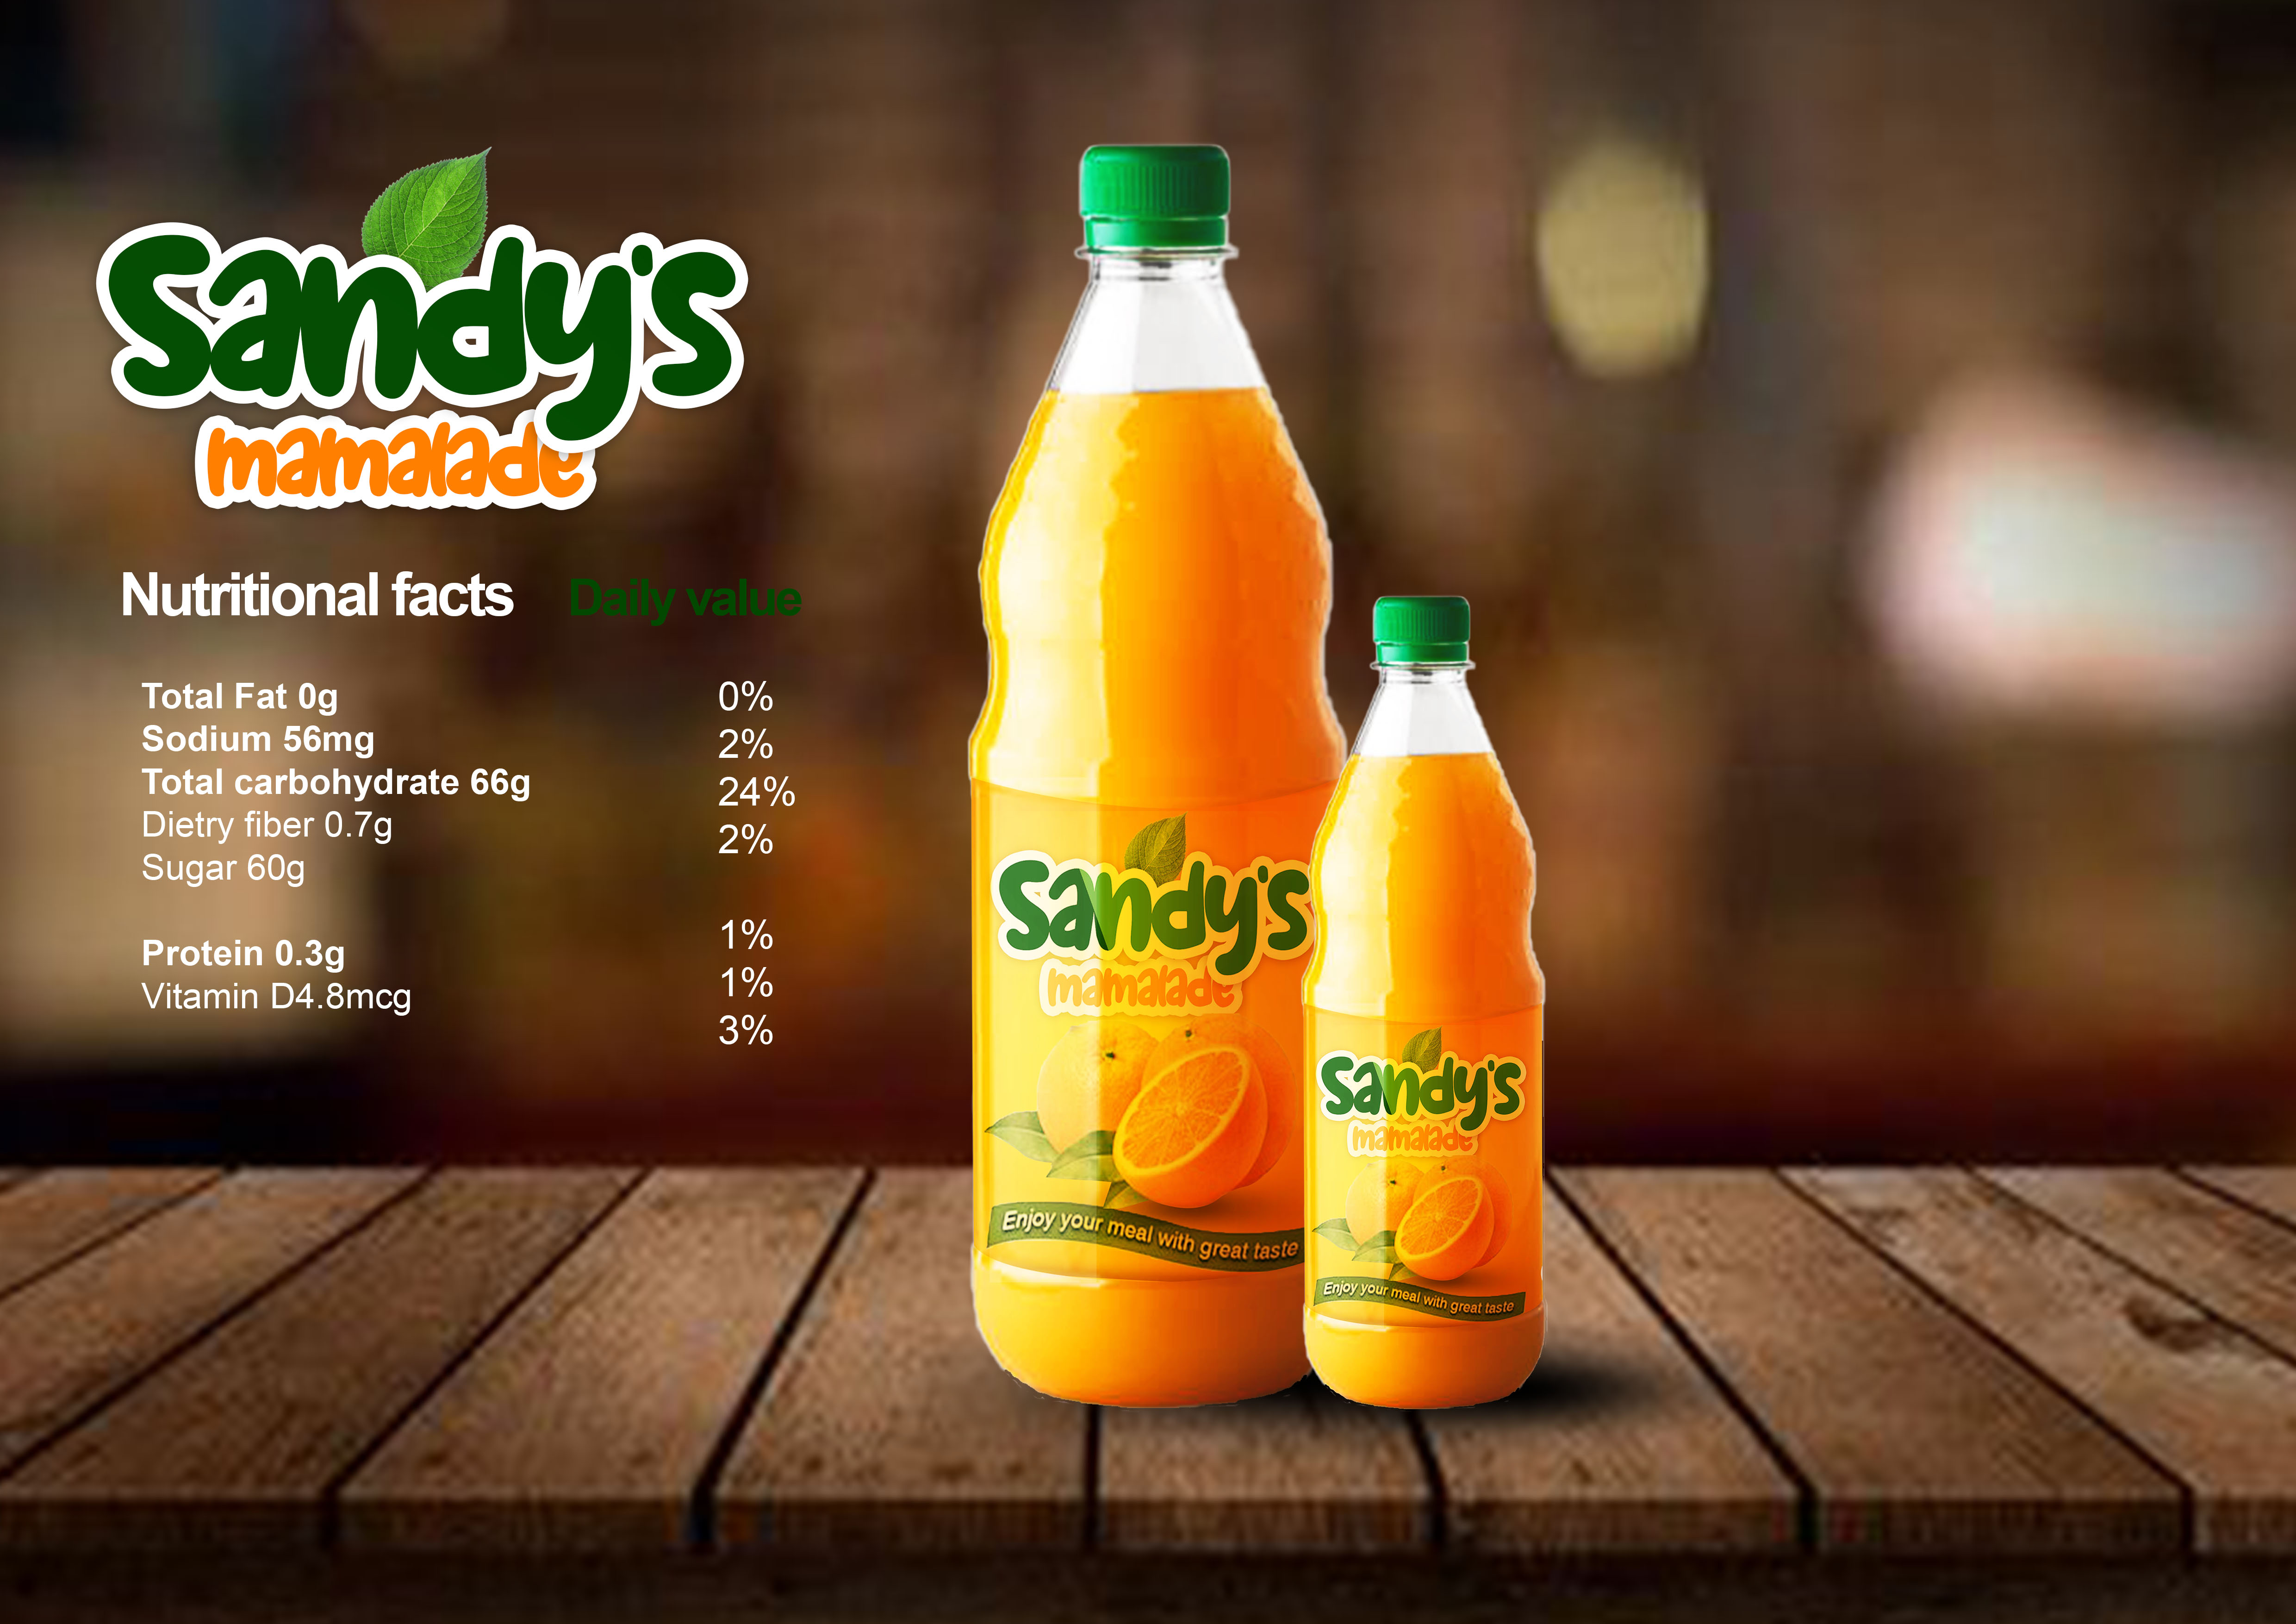 Sandy's
mamalade
Nutritional facts Daily value
Total Fat 0g 0%
Sodium 56mg 2%
Total carbohydrate 66g 24%
Dietry fiber 0.7g 2%
Sugar 60g
Protein 0.3g 1%
Vitamin D4.8mcg 1%
3%
Sandy's
mamalade
Enjoy your meal with great taste
Sandy's
mamalade
Enjoy your meal with great taste